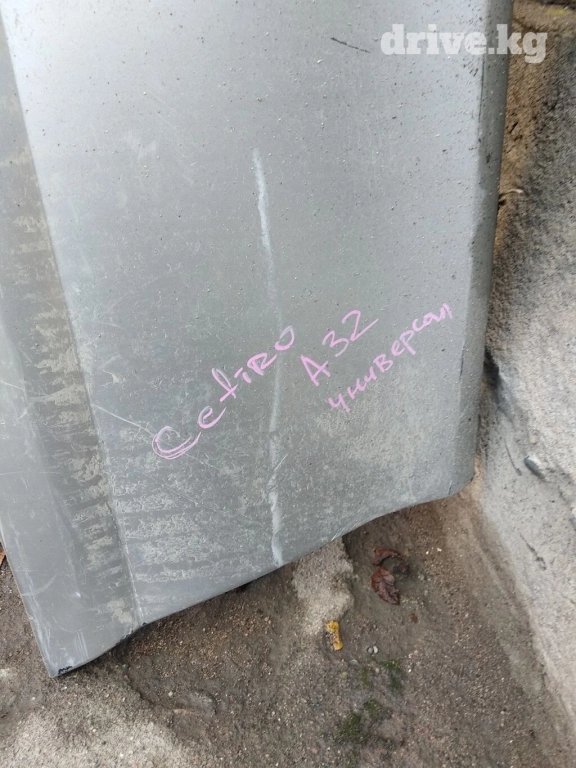 drive.kg
Cefiro
A32
универсал